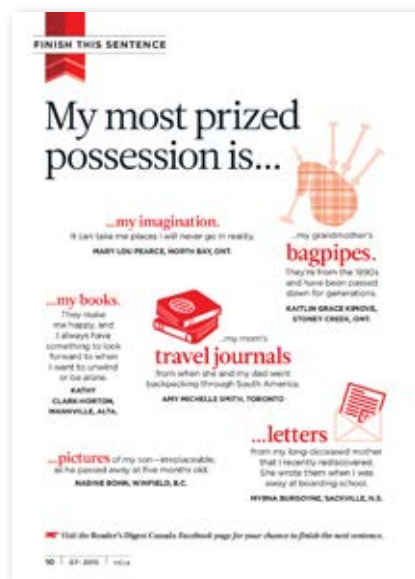 FINISH THIS SENTENCE
My most prized
possession is...
...my imagination.
It can take me places I will never go in reality.
MARY LOU PEARCE, NORTH BAY, ONT.
...my grandmother's
bagpipes.
They're from the 1890s
and have been passed
down for generations.
KAITLIN GRACE
STONEY CREEK, ONT.
...my books.
They make
me happy, and
I always have
something to look
forward to when
I want to unwind
or be alone.
KATHY
CLARK-HORTON,
MANNVILLE, ALTA.
...my mom's
travel journals
from when she and my dad went
backpacking through South America.
AMY MICHELLE SMITH, TORONTO
...letters
from my long-deceased mother
that I recently rediscovered.
She wrote them when I was
away at boarding school.
MYRNA BURGOYNE, SACKVILLE, N.S.
...pictures of my son—irreplaceable,
as he passed away at five months old.
NADINE BOHN, WINFIELD, B.C.
Visit the Reader's Digest Canada Facebook page for your chance to finish the next sentence.
10 | 07·2015 | rd.ca